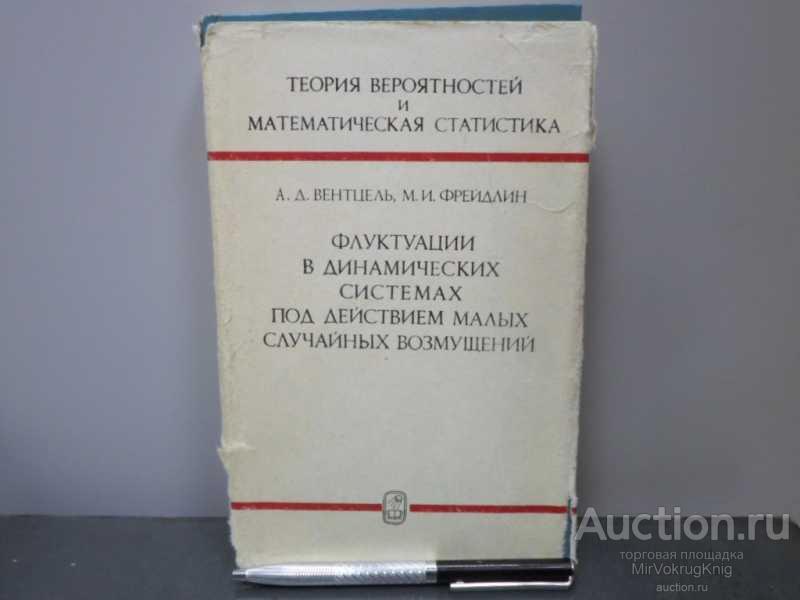 ТЕОРИЯ ВЕРОЯТНОСТЕЙ
И
МАТЕМАТИЧЕСКАЯ СТАТИСТИКА
А. Д. ВЕНТЦЕЛЬ, М. И. ФРЕЙДЛИН
ФЛУКТУАЦИИ
В ДИНАМИЧЕСКИХ
СИСТЕМАХ
ПОД ДЕЙСТВИЕМ МАЛЫХ
СЛУЧАЙНЫХ ВОЗМУЩЕНИЙ
Auction.ru
торговая площадка
MirVokrugKnig
auction.ru